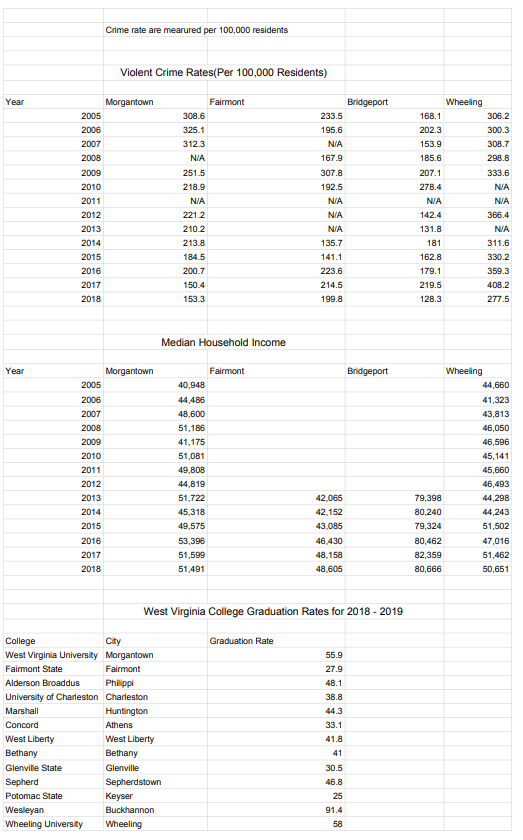 Crime rate are mearured per 100,000 residents
Violent Crime Rates(Per 100,000 Residents)
Year Morgantown Fairmont Bridgeport Wheeling
2005 308.6 233.5 168.1 306.2
2006 325.1 195.6 202.3 300.3
2007 312.3 N/A 153.9 308.7
2008 N/A 167.9 185.6 298.8
2009 251.5 307.8 207.1 333.6
2010 218.9 192.5 278.4 N/A
2011 N/A N/A N/A N/A
2012 221.2 N/A 142.4 366.4
2013 210.2 N/A 131.8 N/A
2014 213.8 135.7 181 311.6
2015 184.5 141.1 162.8 330.2
2016 200.7 223.6 179.1 359.3
2017 150.4 214.5 219.5 408.2
2018 153.3 199.8 128.3 277.5
Median Household Income
Year Morgantown Fairmont Bridgeport Wheeling
2005 40,948 44,660
2006 44,486 41,323
2007 48,600 43,813
2008 51,186 46,050
2009 41,175 46,596
2010 51,081 45,141
2011 49,808 45,660
2012 44,819 46,493
2013 51,722 42,065 79,398 44,298
2014 45,318 42,152 80,240 44,243
2015 49,575 43,085 79,324 51,502
2016 53,396 46,430 80,462 47,016
2017 51,599 48,158 82,359 51,462
2018 51,491 48,605 80,666 50,651
West Virginia College Graduation Rates for 2018 - 2019
College City Graduation Rate
West Virginia University Morgantown 55.9
Fairmont State Fairmont 27.9
Alderson Broaddus Philippi 48.1
University of Charleston Charleston 38.8
Marshall Huntington 44.3
Concord Athens 33.1
West Liberty West Liberty 41.8
Bethany Bethany 41
Glenville State Glenville 30.5
Sepherd Sepherdstown 46.8
Potomac State Keyser 25
Wesleyan Buckhannon 91.4
Wheeling University Wheeling 58